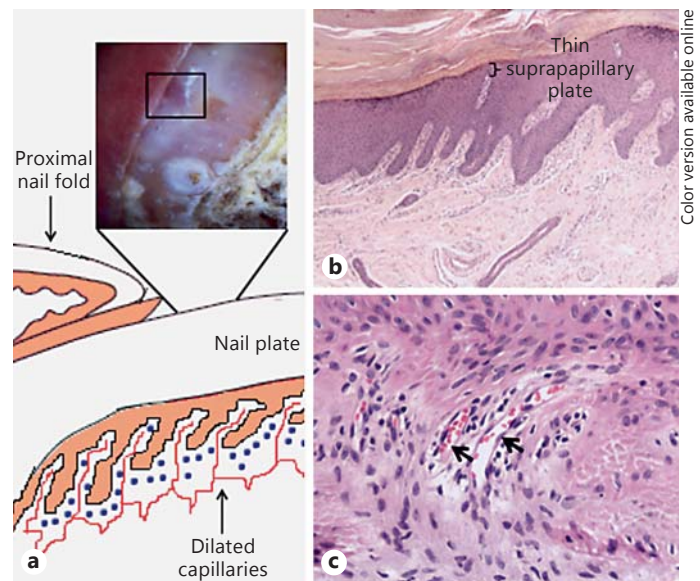 Proximal
nail fold
Nail plate
Dilated
capillaries
a
Thin
suprapapillary
plate
b
c
Color version available online